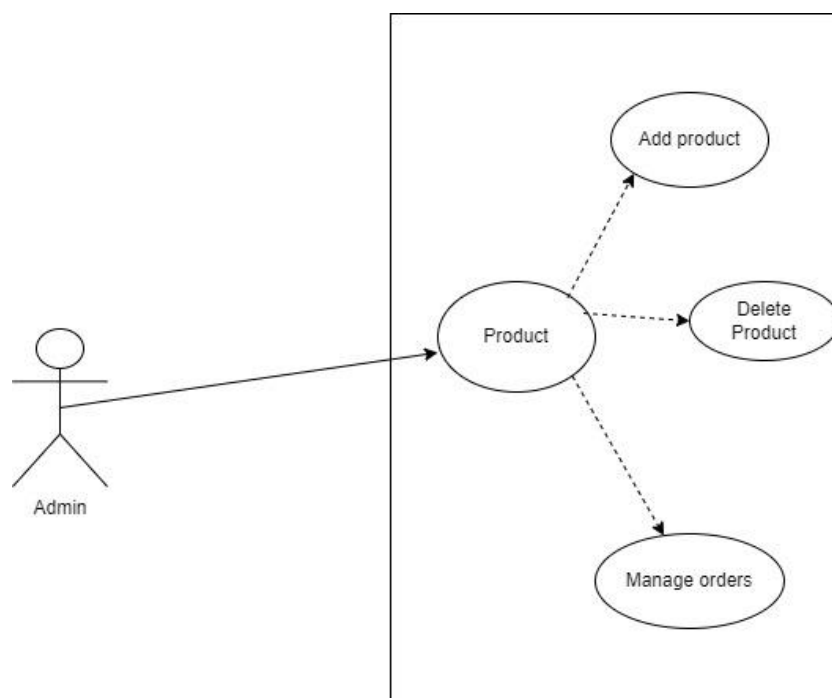 Add product
Delete
Product
Product
Admin
Manage orders